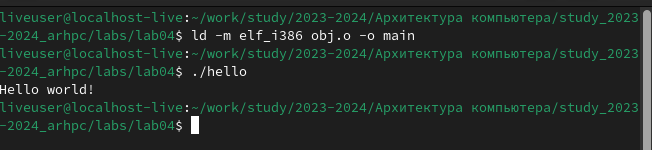 liveuser@localhost-live:~/work/study/2023-2024/Архитектура компьютера/study_2023
-2024_arhpc/labs/lab04$ ld -m elf_i386 obj.o -o main
liveuser@localhost-live:~/work/study/2023-2024/Архитектура компьютера/study_2023
-2024_arhpc/labs/lab04$ ./hello
Hello world!
liveuser@localhost-live:~/work/study/2023-2024/Архитектура компьютера/study_2023
-2024_arhpc/labs/lab04$